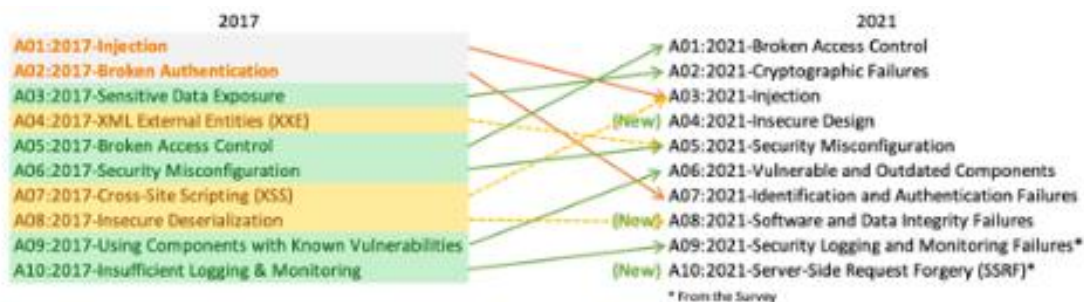 2017
A01:2017-Injection
A02:2017-Broken Authentication
A03:2017-Sensitive Data Exposure
A04:2017-XML External Entities (XXE)
A05:2017-Broken Access Control
A06:2017-Security Misconfiguration
A07:2017-Cross-Site Scripting (XSS)
A08:2017-Insecure Deserialization
A09:2017-Using Components with Known Vulnerabilities
A10:2017-Insufficient Logging & Monitoring
2021
A01:2021-Broken Access Control
A02:2021-Cryptographic Failures
A03:2021-Injection
(New) A04:2021-Insecure Design
A05:2021-Security Misconfiguration
A06:2021-Vulnerable and Outdated Components
A07:2021-Identification and Authentication Failures
(New) A08:2021-Software and Data Integrity Failures
A09:2021-Security Logging and Monitoring Failures*
(New) A10:2021-Server-Side Request Forgery (SSRF)*
* From the Survey